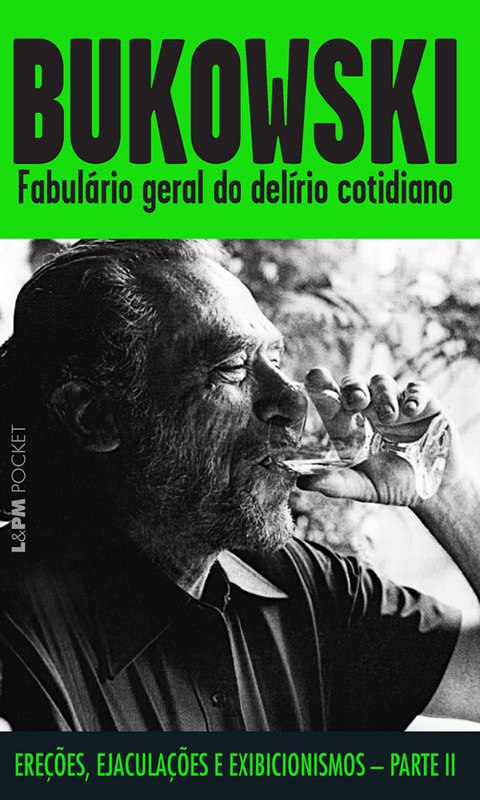 BUKOWSKI
Fabulário geral do delírio cotidiano
L&PM POCKET
EREÇÕES, EJACULAÇÕES E EXIBICIONISMOS – PARTE II